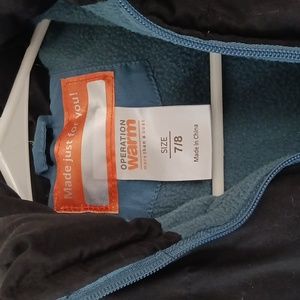 Made just for you!
OPERATION
warm
SIZE
7/8
Made in China